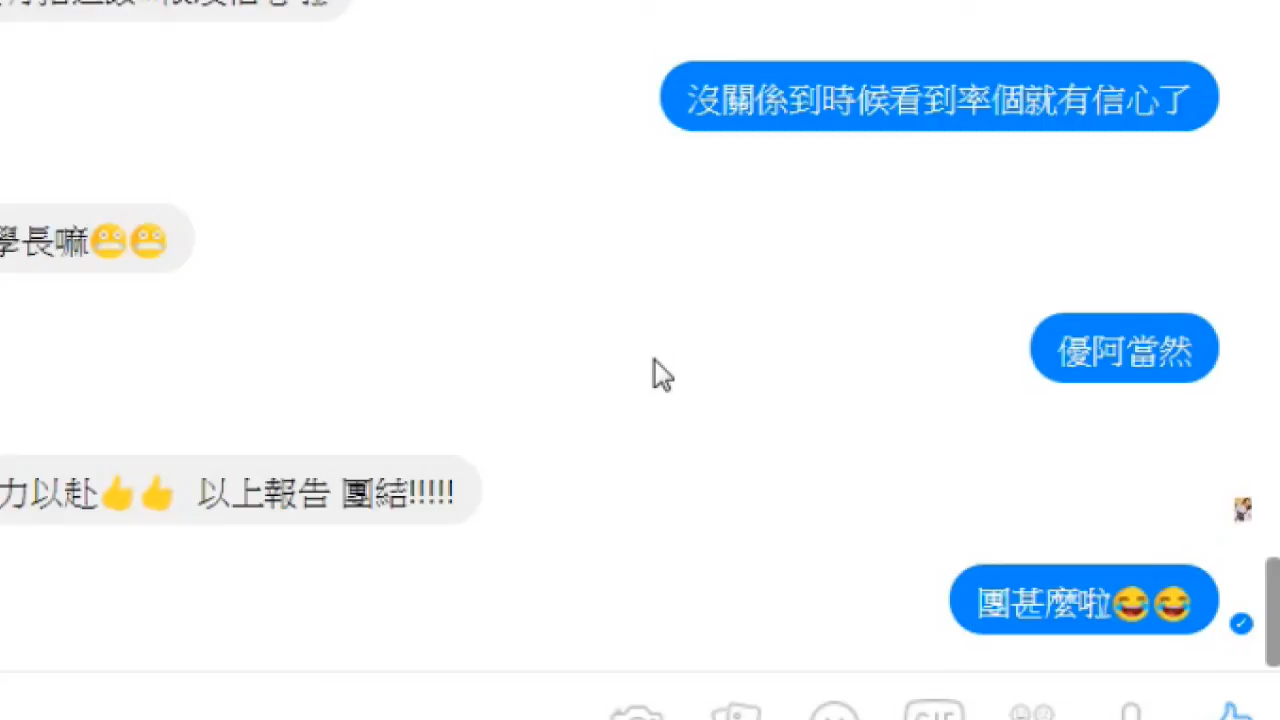 沒關係到時候看到率個就有信心了
學長嘛😬😬
優阿當然
力以赴👍👍 以上報告 團結!!!!!
團甚麼啦😂😂
GIF